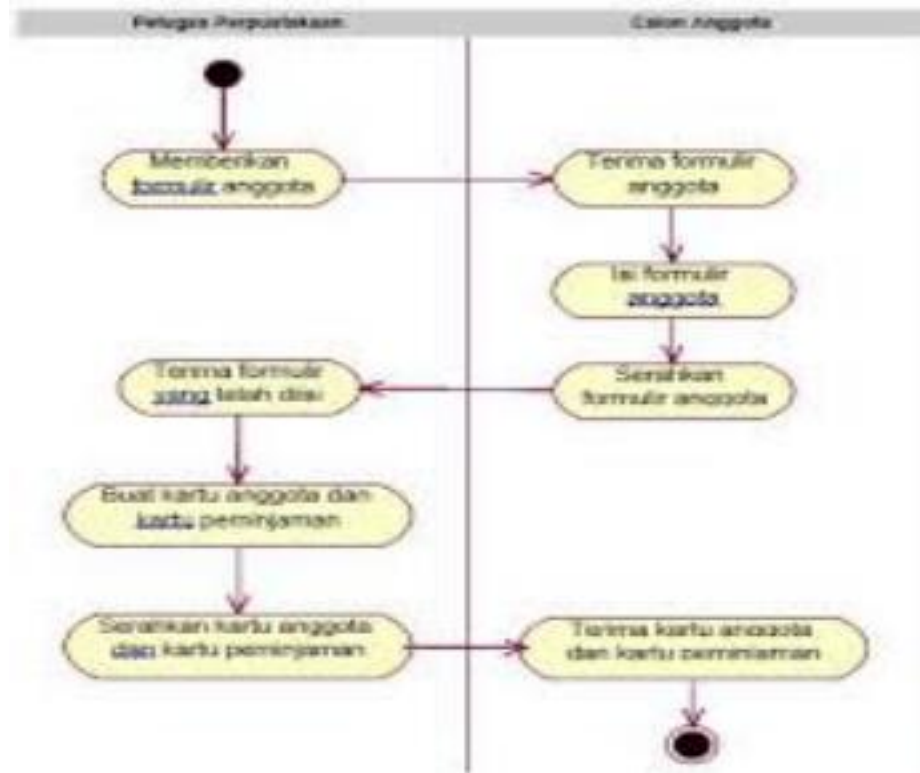 Petugas Perpustakaan
Calon Anggota
Memberikan
formulir anggota
Terima formulir
anggota
Isi formulir
anggota
Serahkan
formulir anggota
Terima formulir
yang telah diisi
Buat kartu anggota dan
kartu peminjaman
Serahkan kartu anggota
dan kartu peminjaman
Terima kartu anggota
dan kartu peminjaman